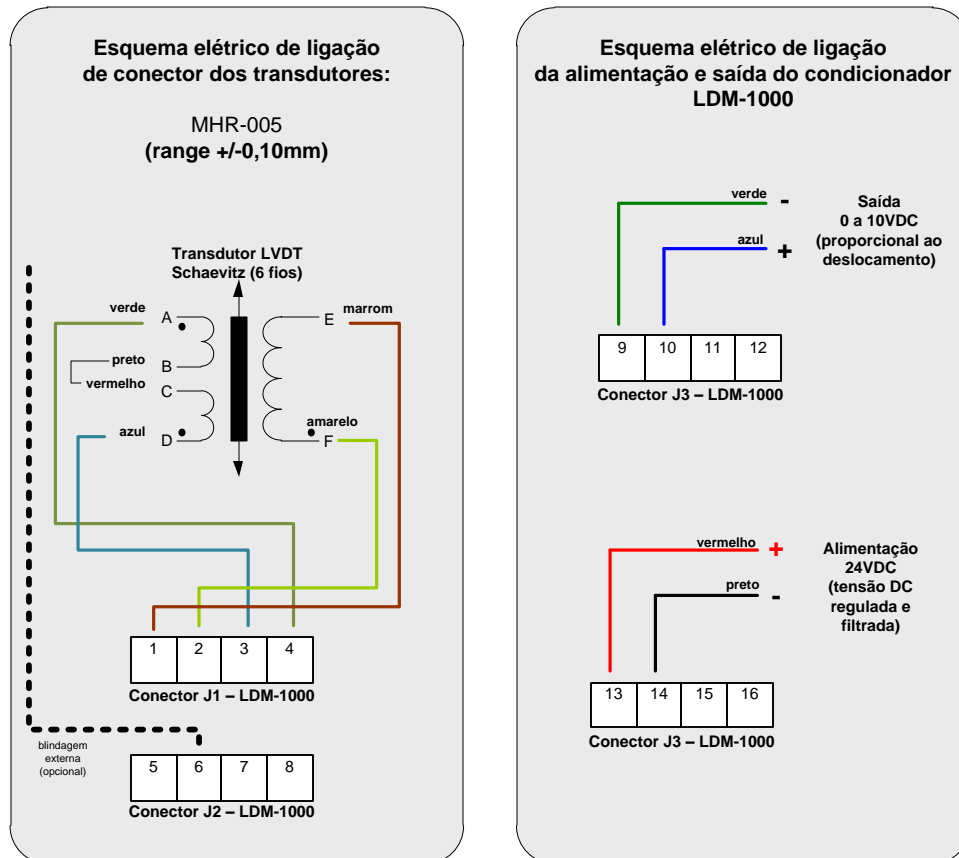 Esquema elétrico de ligação
de conector dos transdutores:
MHR-005
(range +/-0,10mm)
Transdutor LVDT
Schaevitz (6 fios)
verde
A
E
marrom
preto
B
vermelho
C
azul
D
amarelo
F
1
2
3
4
Conector J1 – LDM-1000
blindagem
externa
(opcional)
5
6
7
8
Conector J2 – LDM-1000
Esquema elétrico de ligação
da alimentação e saída do condicionador
LDM-1000
verde
-
azul
+
Saída
0 a 10VDC
(proporcional ao
deslocamento)
9
10
11
12
Conector J3 – LDM-1000
vermelho
+
preto
-
Alimentação
24VDC
(tensão DC
regulada e
filtrada)
13
14
15
16
Conector J3 – LDM-1000